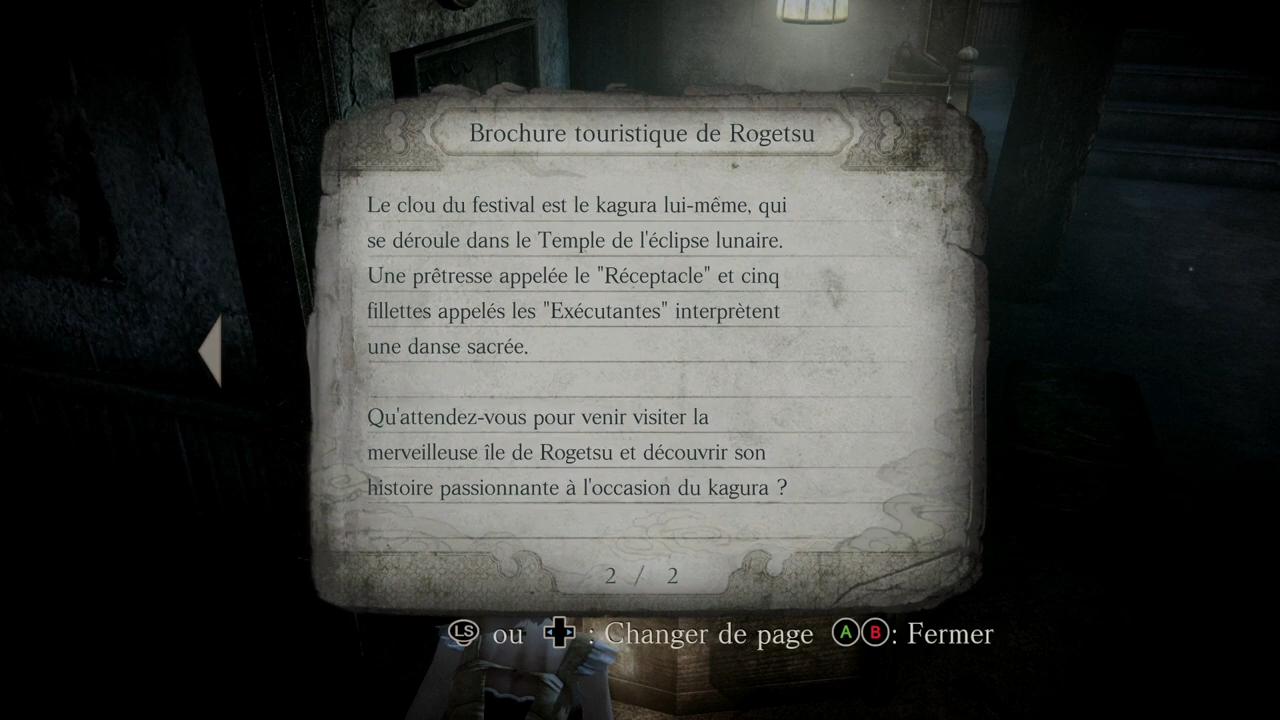 Brochure touristique de Rogetsu
Le clou du festival est le kagura lui-même, qui
se déroule dans le Temple de l'éclipse lunaire.
Une prêtresse appelée le "Réceptacle" et cinq
fillettes appelés les "Exécutantes" interprètent
une danse sacrée.
Qu'attendez-vous pour venir visiter la
merveilleuse île de Rogetsu et découvrir son
histoire passionnante à l'occasion du kagura ?
2 / 2
LS ou : Changer de page A B : Fermer